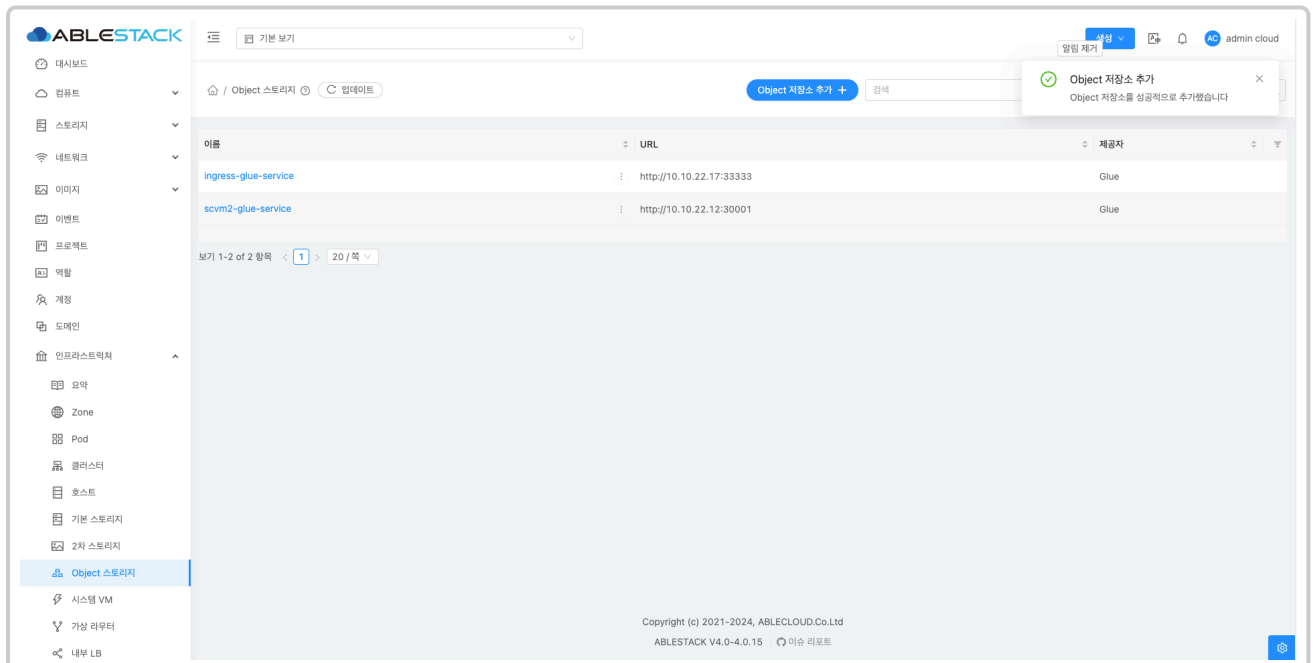 ABLESTACK
기본 보기
생성
알림 제거
AC
admin cloud
Object 저장소 추가
Object 저장소를 성공적으로 추가했습니다
/ Object 스토리지
업데이트
Object 저장소 추가 +
검색
대시보드
컴퓨트
스토리지
네트워크
이미지
이벤트
프로젝트
역할
계정
도메인
인프라스트럭쳐
요약
Zone
Pod
클러스터
호스트
기본 스토리지
2차 스토리지
Object 스토리지
시스템 VM
가상 라우터
내부 LB
이름 URL 제공자
ingress-glue-service http://10.10.22.17:33333 Glue
scvm2-glue-service http://10.10.22.12:30001 Glue
보기 1-2 of 2 항목 < 1 > 20 / 쪽
Copyright (c) 2021-2024, ABLECLOUD.Co.Ltd
ABLESTACK V4.0-4.0.15 이슈 리포트